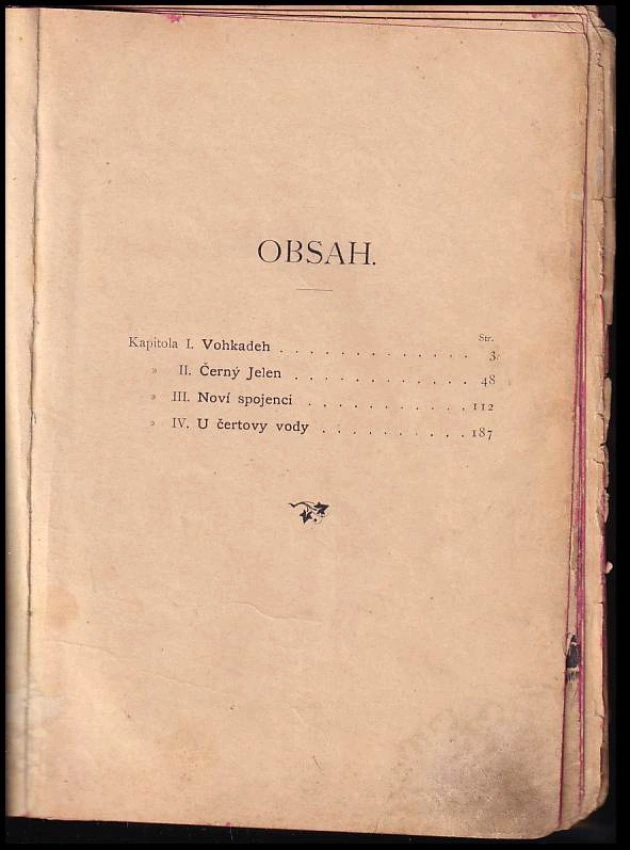 OBSAH.
Str.
Kapitola I. Vohkadeh . . . . . . . . . . . . . . 3
» II. Černý Jelen . . . . . . . . . . . . . 48
» III. Noví spojenci . . . . . . . . . . . . 112
» IV. U čertovy vody . . . . . . . . . . . 187